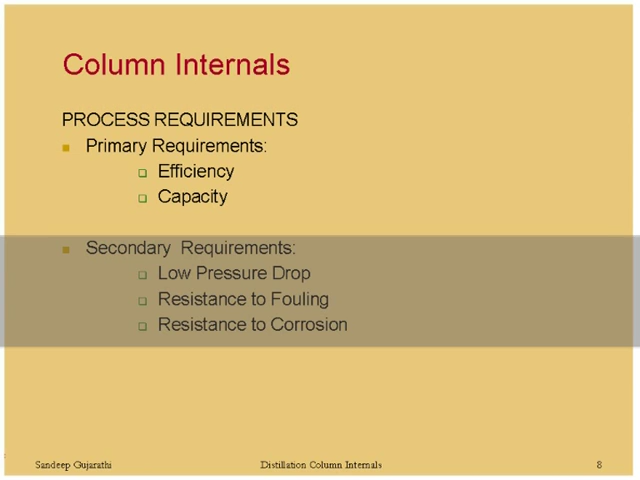 Column Internals
PROCESS REQUIREMENTS
Primary Requirements:
Efficiency
Capacity
Secondary Requirements:
Low Pressure Drop
Resistance to Fouling
Resistance to Corrosion
Sandeep Gujarathi Distillation Column Internals 8